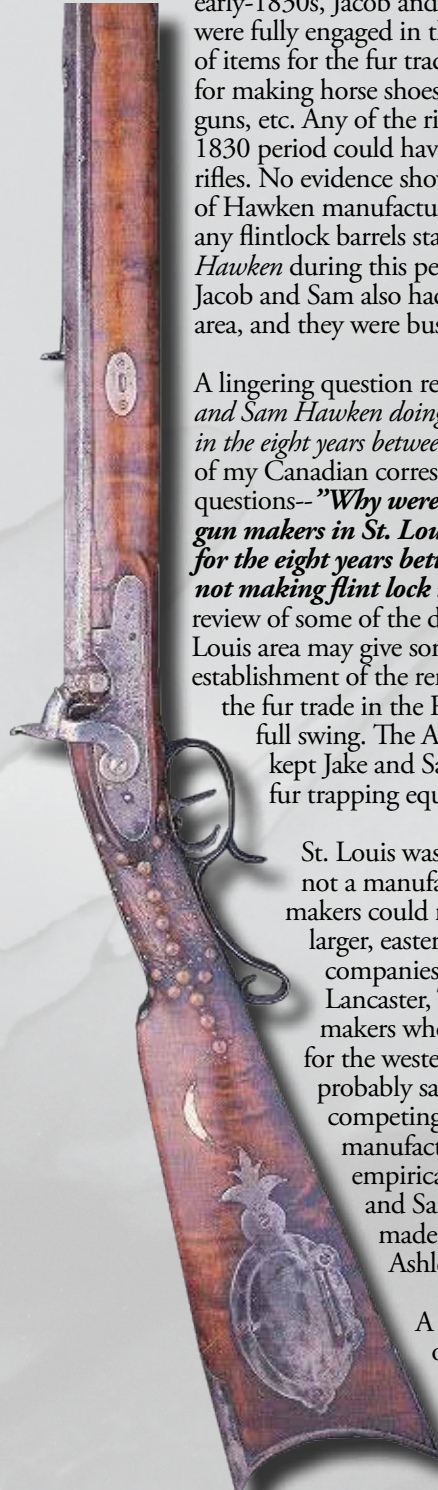 early-1830s, Jacob and
were fully engaged in th
of items for the fur trad
for making horse shoes
guns, etc. Any of the ri
1830 period could hav
rifles. No evidence show
of Hawken manufactu
any flintlock barrels sta
Hawken during this pe
Jacob and Sam also had
area, and they were bus
A lingering question re
and Sam Hawken doing
in the eight years between
of my Canadian corres
questions--”Why were
gun makers in St. Lou
for the eight years betw
not making flint lock
review of some of the d
Louis area may give som
establishment of the ren
the fur trade in the R
full swing. The A
kept Jake and Sa
fur trapping equ
St. Louis was
not a manufa
makers could n
larger, easter
companies
Lancaster,
makers who
for the weste
probably sa
competing
manufact
empirica
and Sa
made
Ashle
A
o